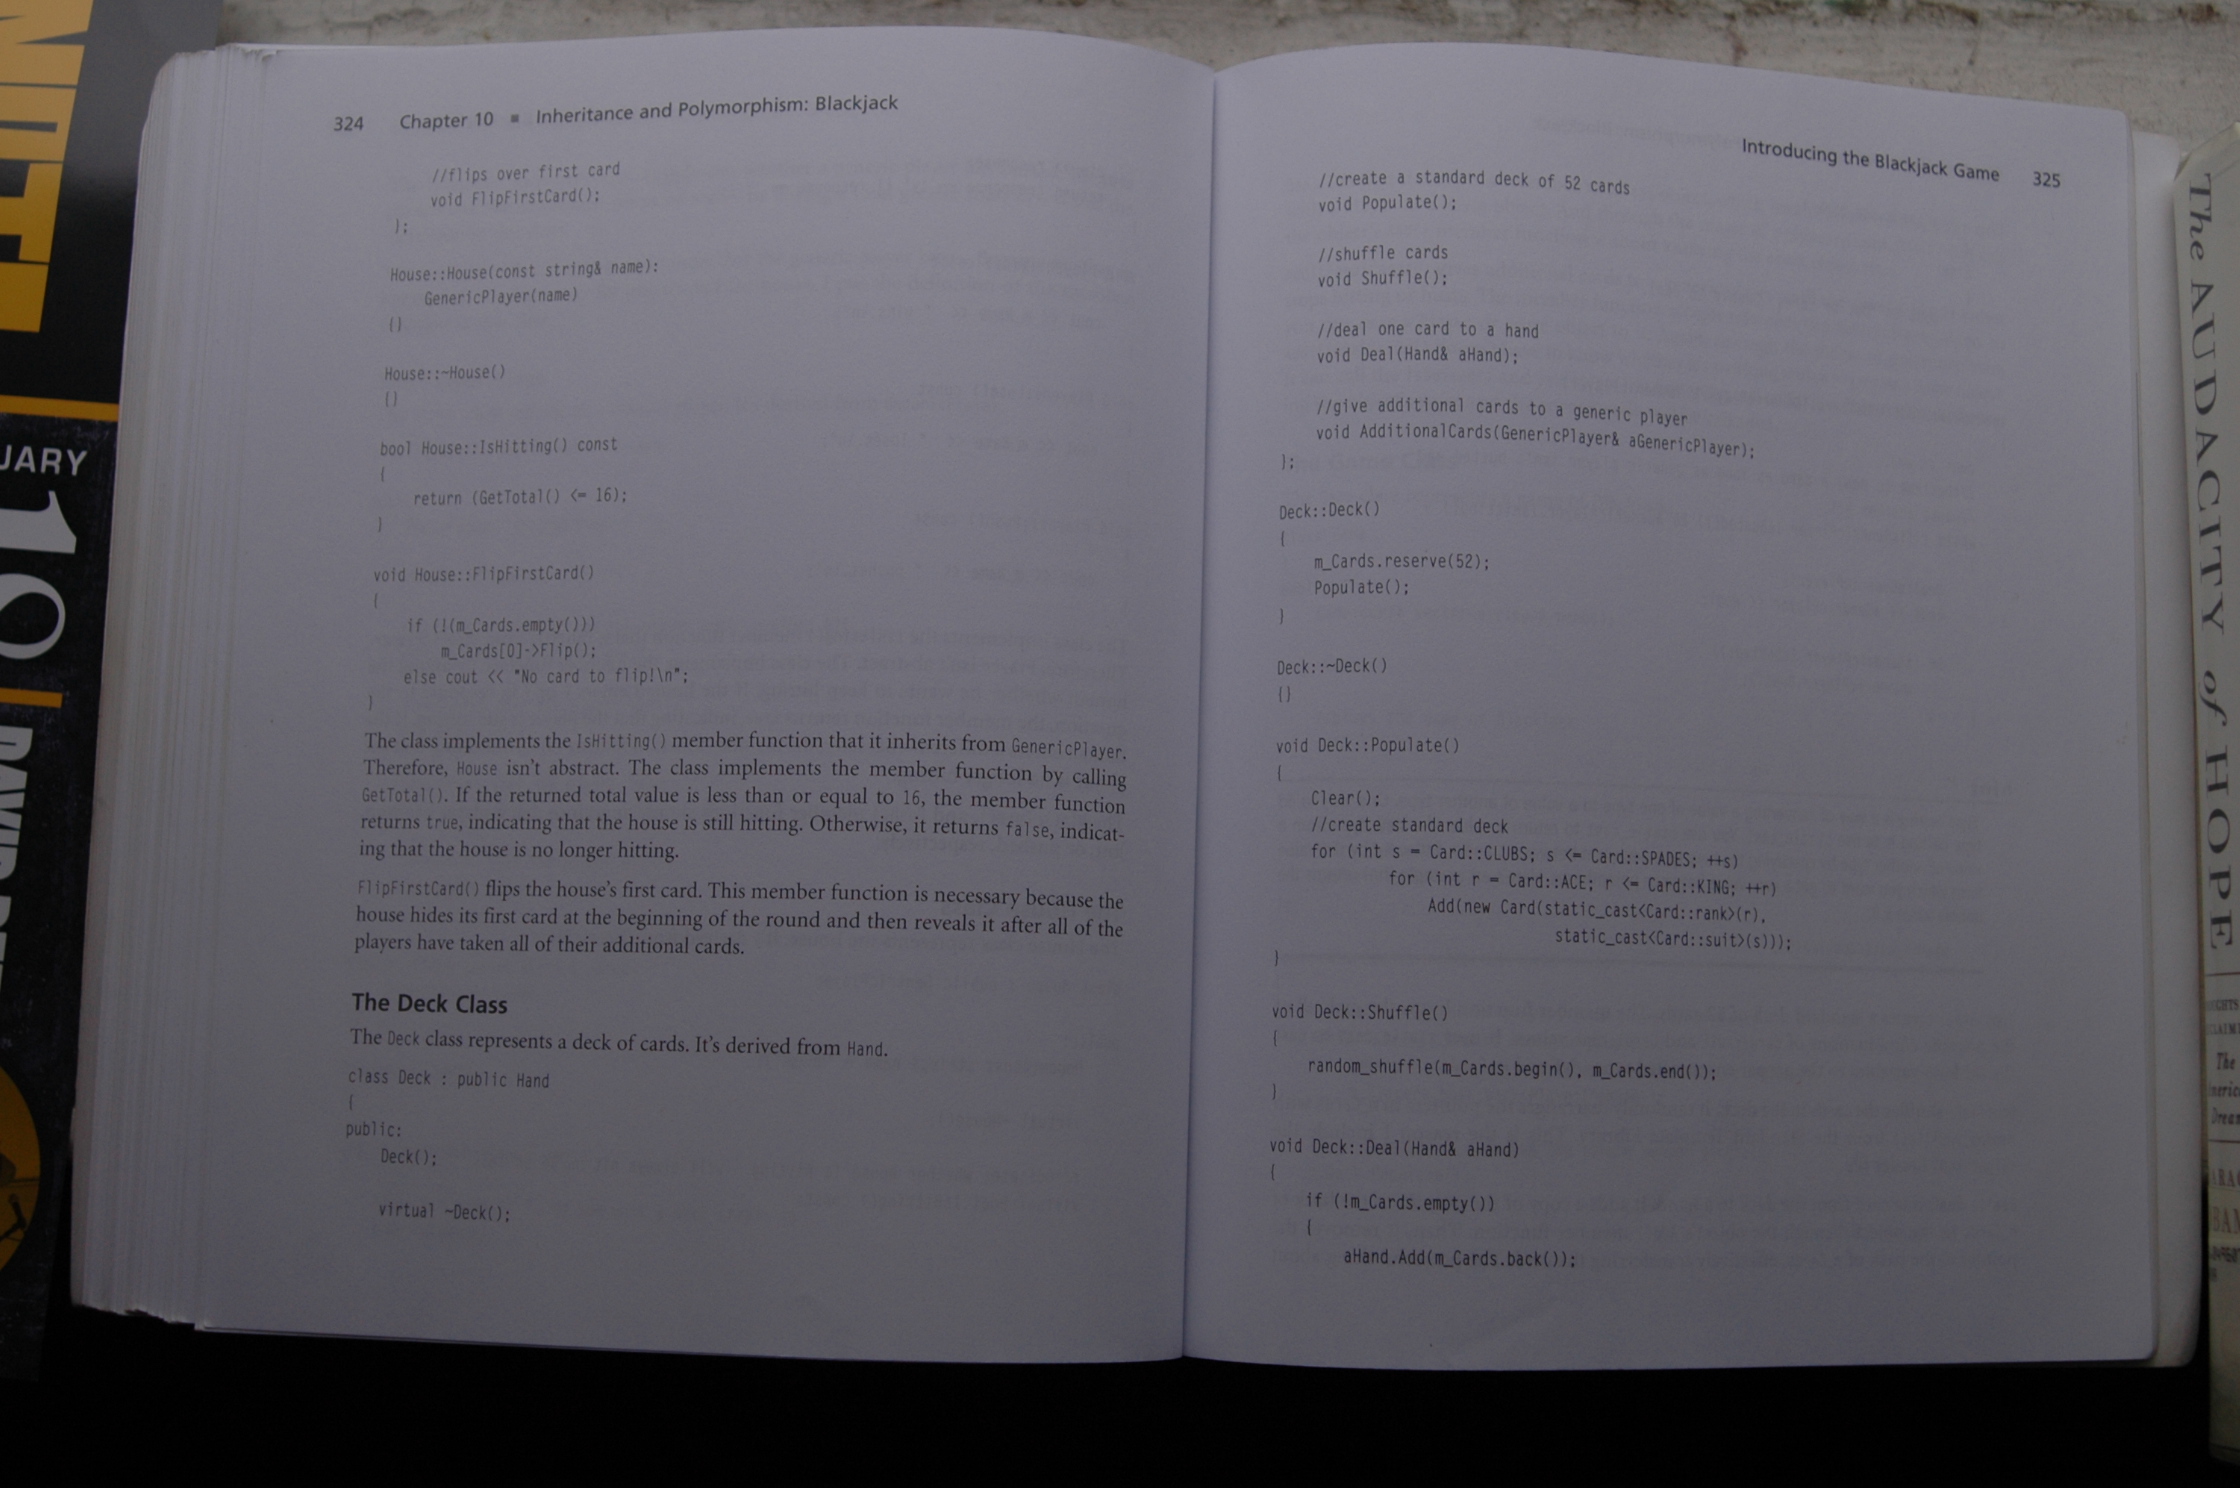 324 Chapter 10 ■ Inheritance and Polymorphism: Blackjack
//flips over first card
void FlipFirstCard();
};
House::House(const string& name):
GenericPlayer(name)
{}
House::~House()
{}
bool House::IsHitting() const
{
return (GetTotal() <= 16);
}
void House::FlipFirstCard()
{
if (!(m_Cards.empty()))
m_Cards[0]->Flip();
else cout << "No card to flip!\n";
}
The class implements the IsHitting() member function that it inherits from GenericPlayer.
Therefore, House isn't abstract. The class implements the member function by calling
GetTotal(). If the returned total value is less than or equal to 16, the member function
returns true, indicating that the house is still hitting. Otherwise, it returns false, indicat-
ing that the house is no longer hitting.
FlipFirstCard() flips the house's first card. This member function is necessary because the
house hides its first card at the beginning of the round and then reveals it after all of the
players have taken all of their additional cards.
The Deck Class
The Deck class represents a deck of cards. It's derived from Hand.
class Deck : public Hand
{
public:
Deck();
virtual ~Deck();
Introducing the Blackjack Game 325
//create a standard deck of 52 cards
void Populate();
//shuffle cards
void Shuffle();
//deal one card to a hand
void Deal(Hand& aHand);
//give additional cards to a generic player
void AdditionalCards(GenericPlayer& aGenericPlayer);
};
Deck::Deck()
{
m_Cards.reserve(52);
Populate();
}
Deck::~Deck()
{}
void Deck::Populate()
{
Clear();
//create standard deck
for (int s = Card::CLUBS; s <= Card::SPADES; ++s)
for (int r = Card::ACE; r <= Card::KING; ++r)
Add(new Card(static_cast<Card::rank>(r),
static_cast<Card::suit>(s)));
}
void Deck::Shuffle()
{
random_shuffle(m_Cards.begin(), m_Cards.end());
}
void Deck::Deal(Hand& aHand)
{
if (!m_Cards.empty())
{
aHand.Add(m_Cards.back());
The AUDACITY of HOPE